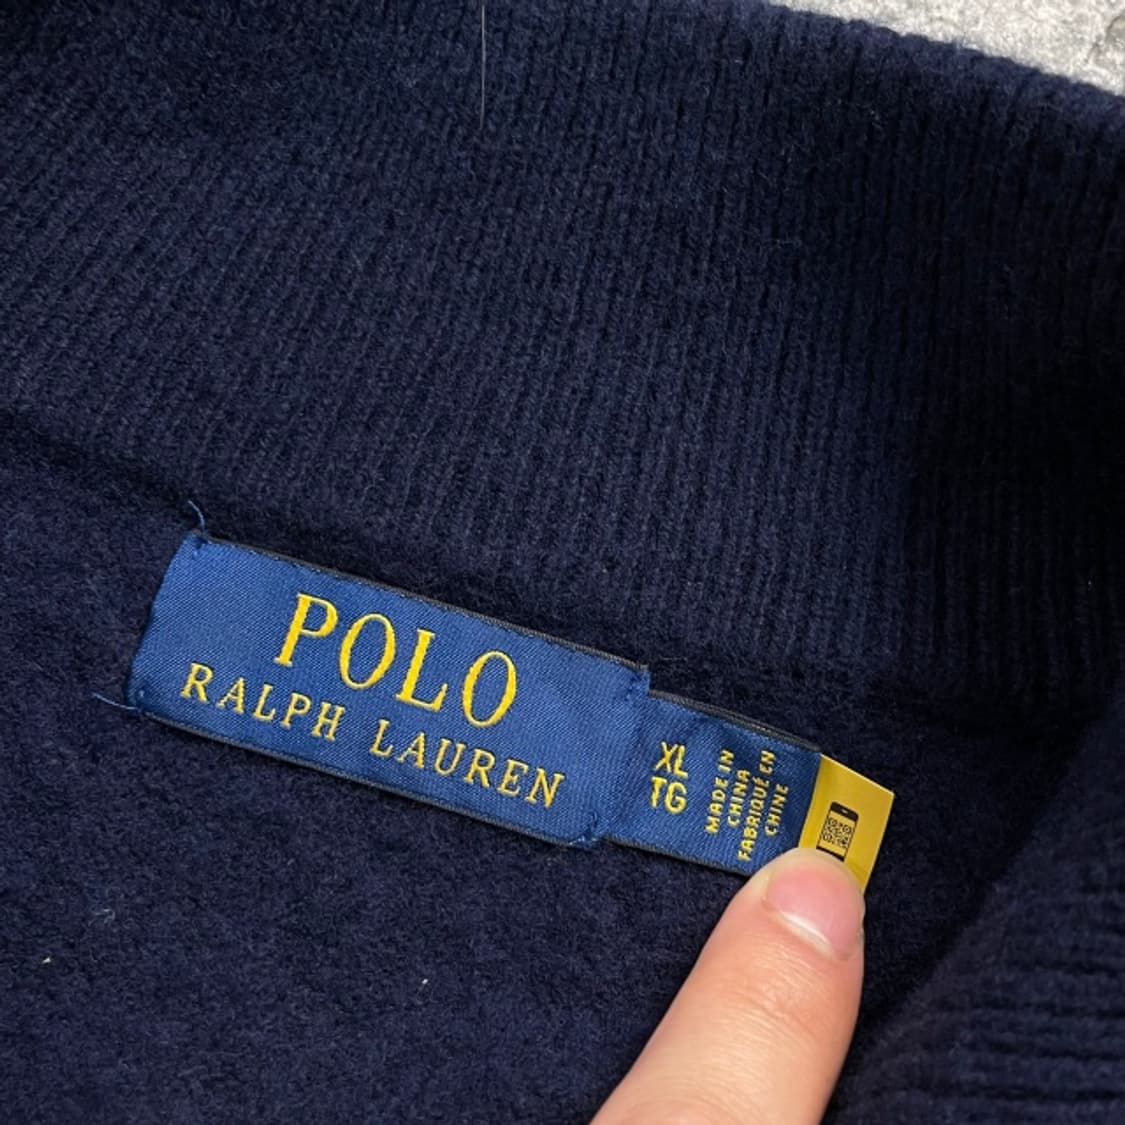 POLO
RALPH LAUREN
XL
TG
MADE IN
CHINA
FABRIQUÉ EN
CHINE